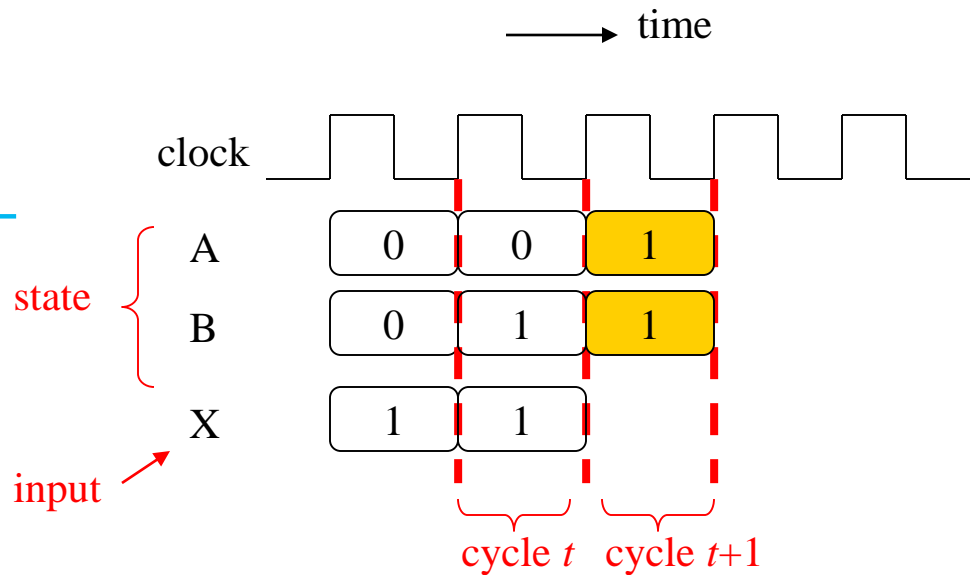 time
clock
A 0 0 1
state
B 0 1 1
X 1 1
input
cycle t cycle t+1